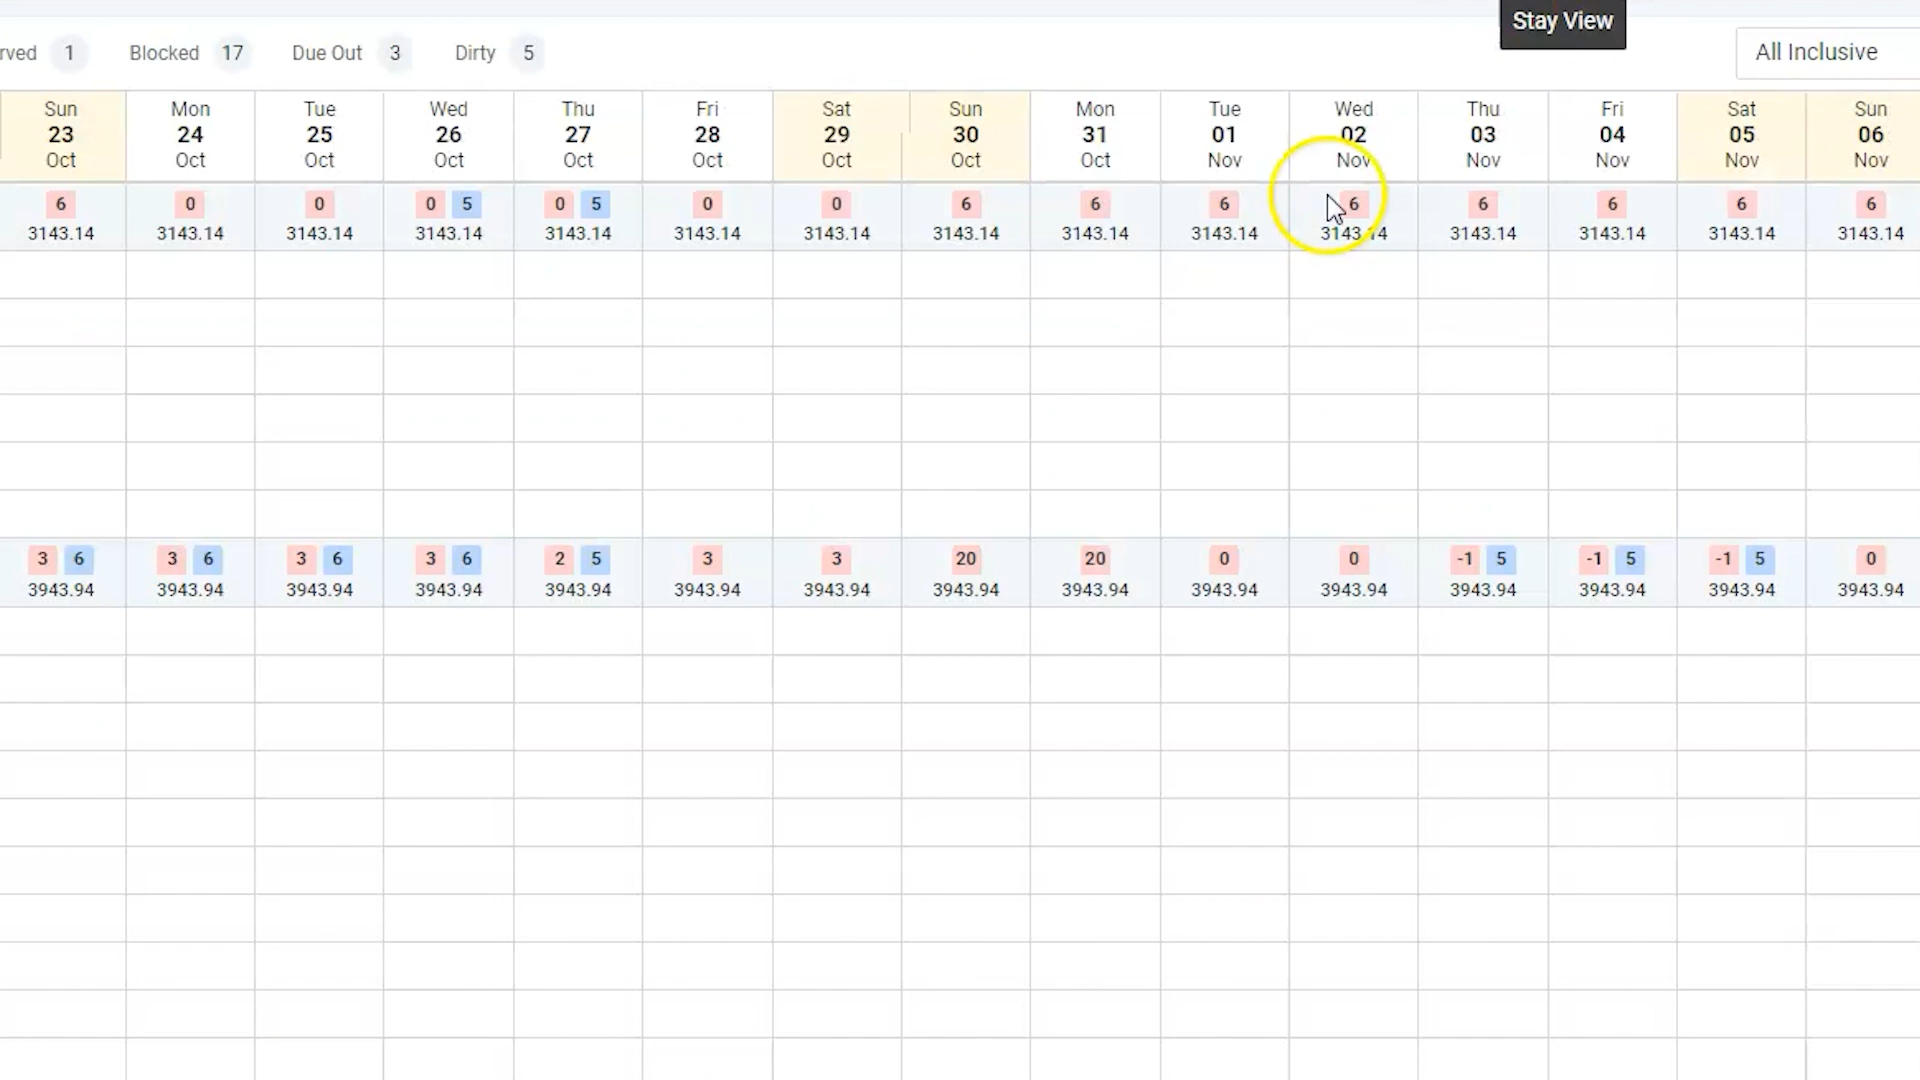 Stay View
rved 1 Blocked 17 Due Out 3 Dirty 5 All Inclusive
Sun Mon Tue Wed Thu Fri Sat Sun Mon Tue Wed Thu Fri Sat Sun
23 24 25 26 27 28 29 30 31 01 02 03 04 05 06
Oct Oct Oct Oct Oct Oct Oct Oct Oct Nov Nov Nov Nov Nov Nov
6 0 0 0 5 0 5 0 0 6 6 6 6 6 6 6 6
3143.14 3143.14 3143.14 3143.14 3143.14 3143.14 3143.14 3143.14 3143.14 3143.14 3143.14 3143.14 3143.14 3143.14 3143.14
3 6 3 6 3 6 3 6 2 5 3 3 20 20 0 0 -1 5 -1 5 -1 5 0
3943.94 3943.94 3943.94 3943.94 3943.94 3943.94 3943.94 3943.94 3943.94 3943.94 3943.94 3943.94 3943.94 3943.94 3943.94